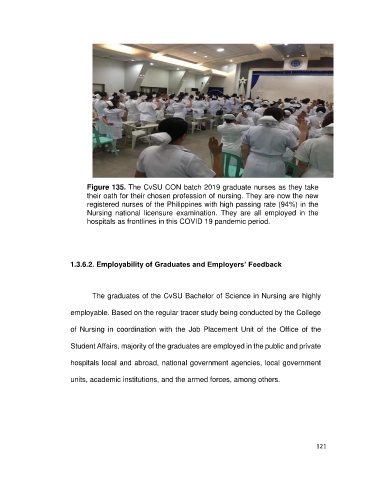 Figure 135. The CvSU CON batch 2019 graduate nurses as they take
their oath for their chosen profession of nursing. They are now the new
registered nurses of the Philippines with high passing rate (94%) in the
Nursing national licensure examination. They are all employed in the
hospitals as frontlines in this COVID 19 pandemic period.
1.3.6.2. Employability of Graduates and Employers' Feedback
The graduates of the CvSU Bachelor of Science in Nursing are highly
employable. Based on the regular tracer study being conducted by the College
of Nursing in coordination with the Job Placement Unit of the Office of the
Student Affairs, majority of the graduates are employed in the public and private
hospitals local and abroad, national government agencies, local government
units, academic institutions, and the armed forces, among others.
121